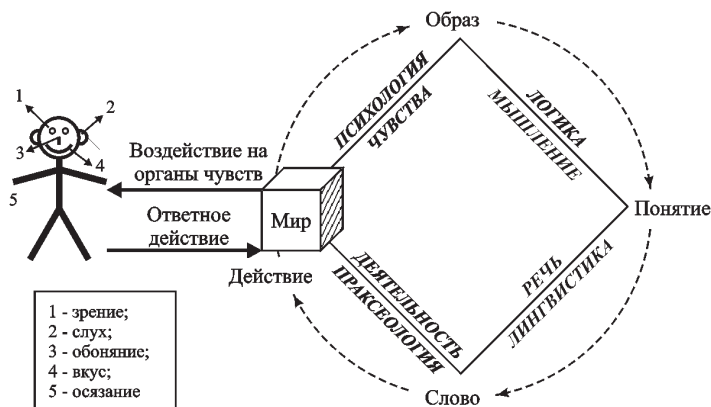 Образ
1
2
3
4
5
ПСИХОЛОГИЯ
ЧУВСТВА
ЛОГИКА
МЫШЛЕНИЕ
Воздействие на
органы чувств
Ответное
действие
Мир
Понятие
Действие
ДЕЯТЕЛЬНОСТЬ
ПРАКСЕОЛОГИЯ
РЕЧЬ
ЛИНГВИСТИКА
Слово
1 - зрение;
2 - слух;
3 - обоняние;
4 - вкус;
5 - осязание